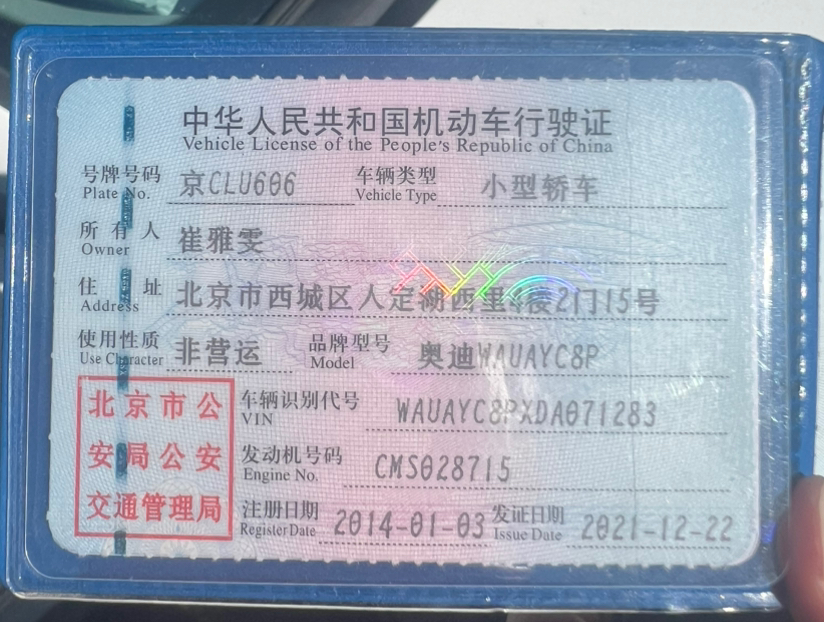 中华人民共和国机动车行驶证
Vehicle License of the People's Republic of China
号牌号码 京CLU606 车辆类型 小型轿车
Plate No. Vehicle Type
所有人 崔雅雯
Owner
住址 北京市西城区人定湖西里4楼2门15号
Address
使用性质 非营运 品牌型号 奥迪WAUAYC8P
Use Character Model
北京市公 车辆识别代号 WAUAYC8PXDA071283
VIN
安局公安 发动机号码 CMS028715
Engine No.
交通管理局 注册日期 2014-01-03 发证日期 2021-12-22
Register Date Issue Date